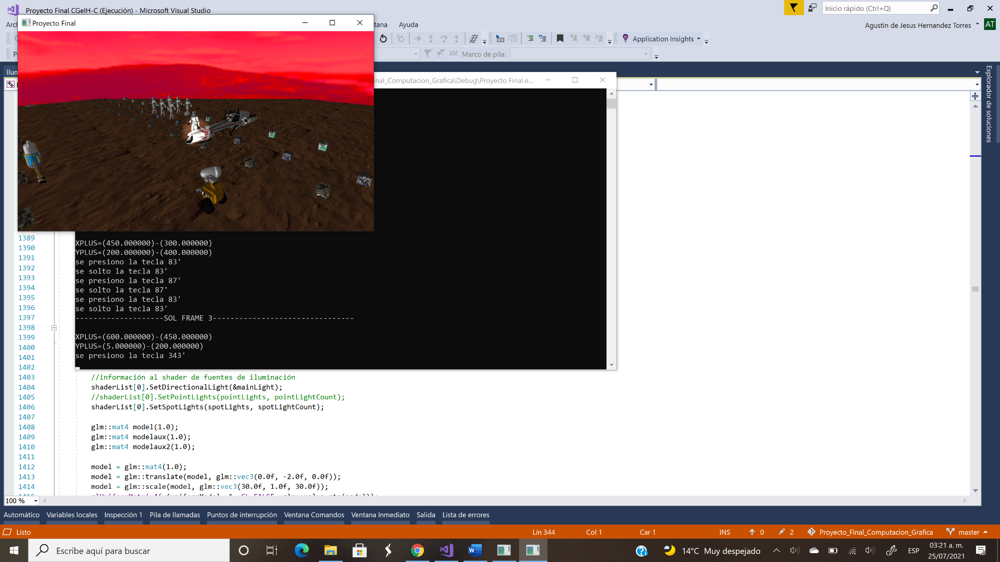 Proyecto Final CGeIH-C (Ejecución) - Microsoft Visual Studio
Inicio rápido (Ctrl+Q)
Proyecto Final
Ayuda
Agustin de Jesus Hernandez Torres
AT
Application Insights
Marco de pila:
Explorador de soluciones
inal_Computacion_Grafica\Debug\Proyecto Final.e...
1389
1390
1391
1392
1393
1394
1395
1396
1397
1398
1399
1400
1401
1402
XPLUS=(450.000000)-(300.000000)
YPLUS=(200.000000)-(400.000000)
se presiono la tecla 83'
se solto la tecla 83'
se presiono la tecla 87'
se solto la tecla 87'
se presiono la tecla 83'
se solto la tecla 83'
--------------------SOL FRAME 3--------------------------------
XPLUS=(600.000000)-(450.000000)
YPLUS=(5.000000)-(200.000000)
se presiono la tecla 343'
1403 //información al shader de fuentes de iluminación
1404 shaderList[0].SetDirectionalLight(&mainLight);
1405 //shaderList[0].SetPointLights(pointLights, pointLightCount);
1406 shaderList[0].SetSpotLights(spotLights, spotLightCount);
1407
1408 glm::mat4 model(1.0);
1409 glm::mat4 modelaux(1.0);
1410 glm::mat4 modelaux2(1.0);
1411
1412 model = glm::mat4(1.0);
1413 model = glm::translate(model, glm::vec3(0.0f, -2.0f, 0.0f));
1414 model = glm::scale(model, glm::vec3(30.0f, 1.0f, 30.0f));
100 %
Automático Variables locales Inspección 1 Pila de llamadas Puntos de interrupción Ventana Comandos Ventana Inmediato Salida Lista de errores
Listo Lín 344 Col 1 Car 1 INS 0 2 Proyecto_Final_Computacion_Grafica master
Escribe aquí para buscar
14°C Muy despejado
ESP
03:21 a. m.
25/07/2021